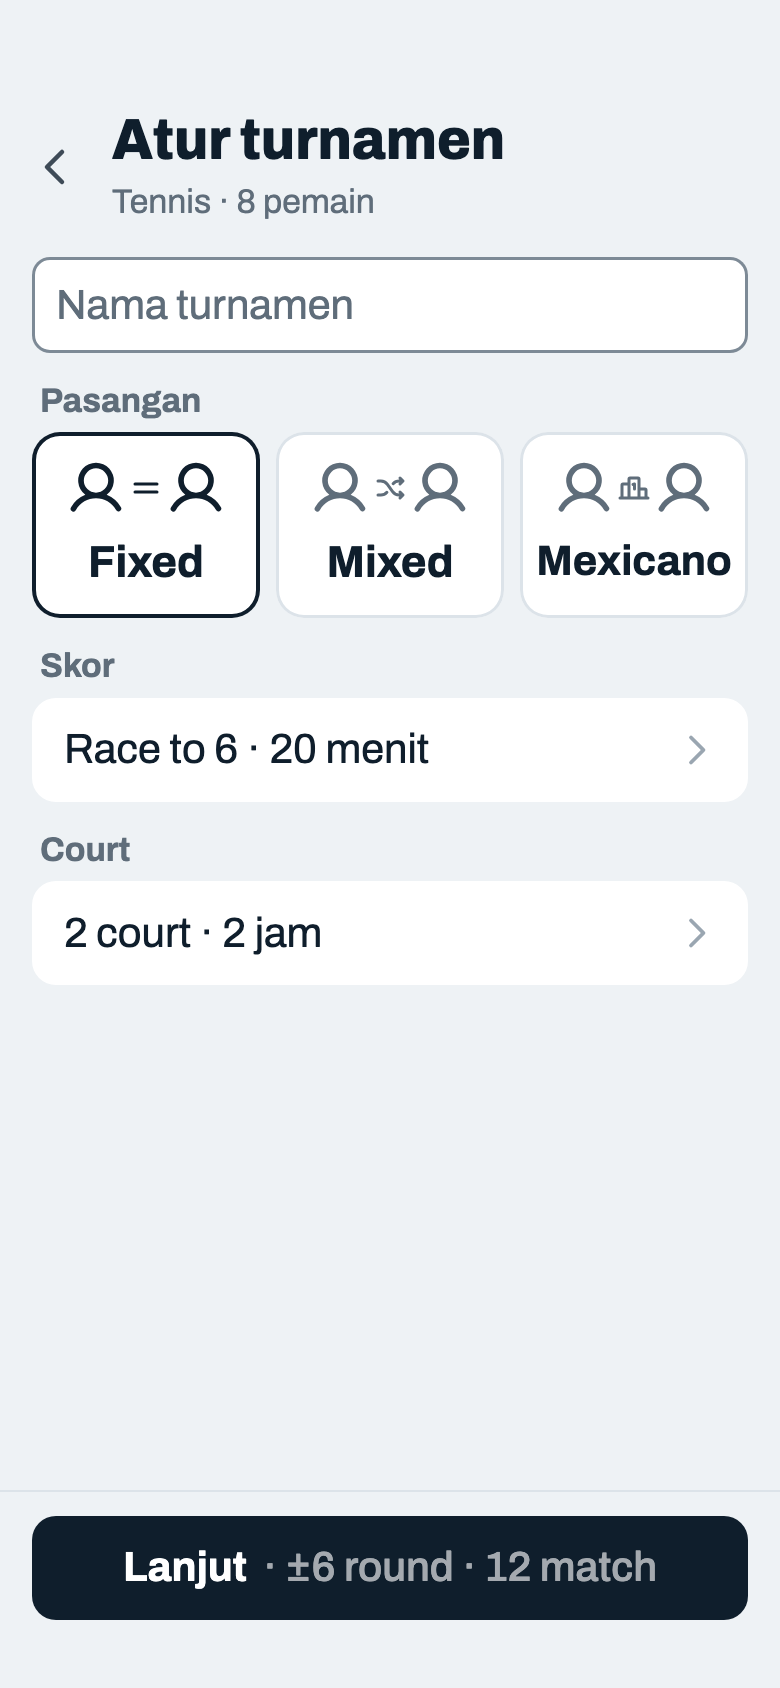 Atur turnamen
Tennis · 8 pemain
Nama turnamen
Pasangan
Fixed
Mixed
Mexicano
Skor
Race to 6 · 20 menit
Court
2 court · 2 jam
Lanjut · ±6 round · 12 match